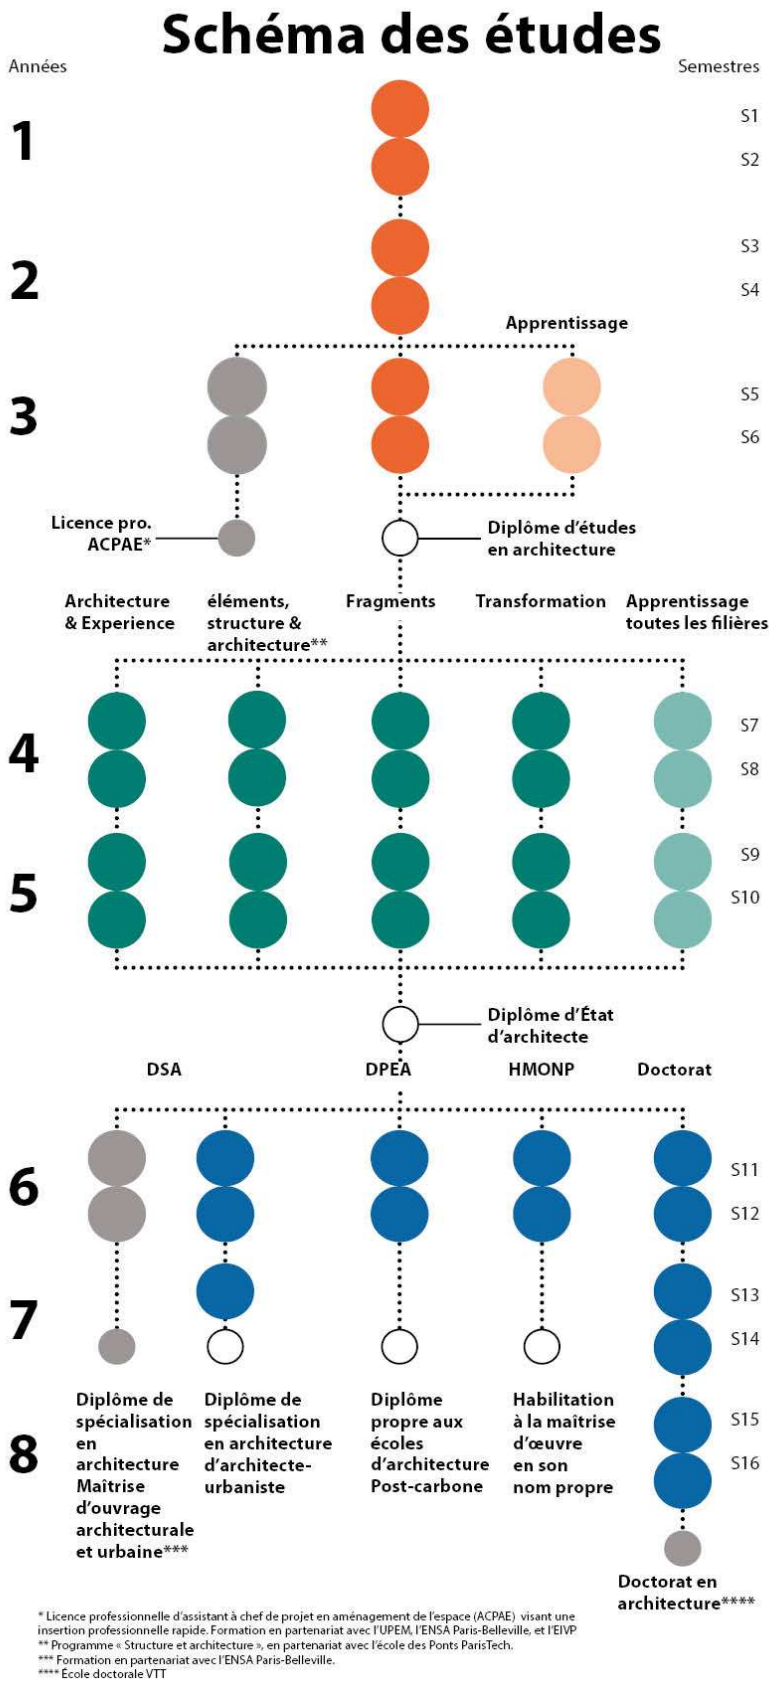 Schéma des études
Années
Semestres
1
S1
S2
2
S3
S4
Apprentissage
3
S5
S6
Licence pro.
ACPAE*
Diplôme d'études
en architecture
Architecture
& Experience
éléments,
structure &
architecture**
Fragments
Transformation
Apprentissage
toutes les filières
4
S7
S8
5
S9
S10
Diplôme d'État
d'architecte
DSA
DPEA
HMONP
Doctorat
6
S11
S12
7
S13
S14
8
S15
S16
Diplôme de
spécialisation
en
architecture
Maîtrise
d'ouvrage
architecturale
et urbaine***
Diplôme de
spécialisation
en architecture
d'architecte-
urbaniste
Diplôme
propre aux
écoles
d'architecture
Post-carbone
Habilitation
à la maîtrise
d'œuvre
en son
nom propre
Doctorat en
architecture****
* Licence professionnelle d'assistant à chef de projet en aménagement de l'espace (ACPAE) visant une
insertion professionnelle rapide. Formation en partenariat avec l'UPEM, l'ENSA Paris-Belleville, et l'EIVP
** Programme « Structure et architecture », en partenariat avec l'école des Ponts ParisTech.
*** Formation en partenariat avec l'ENSA Paris-Belleville.
**** École doctorale VTT